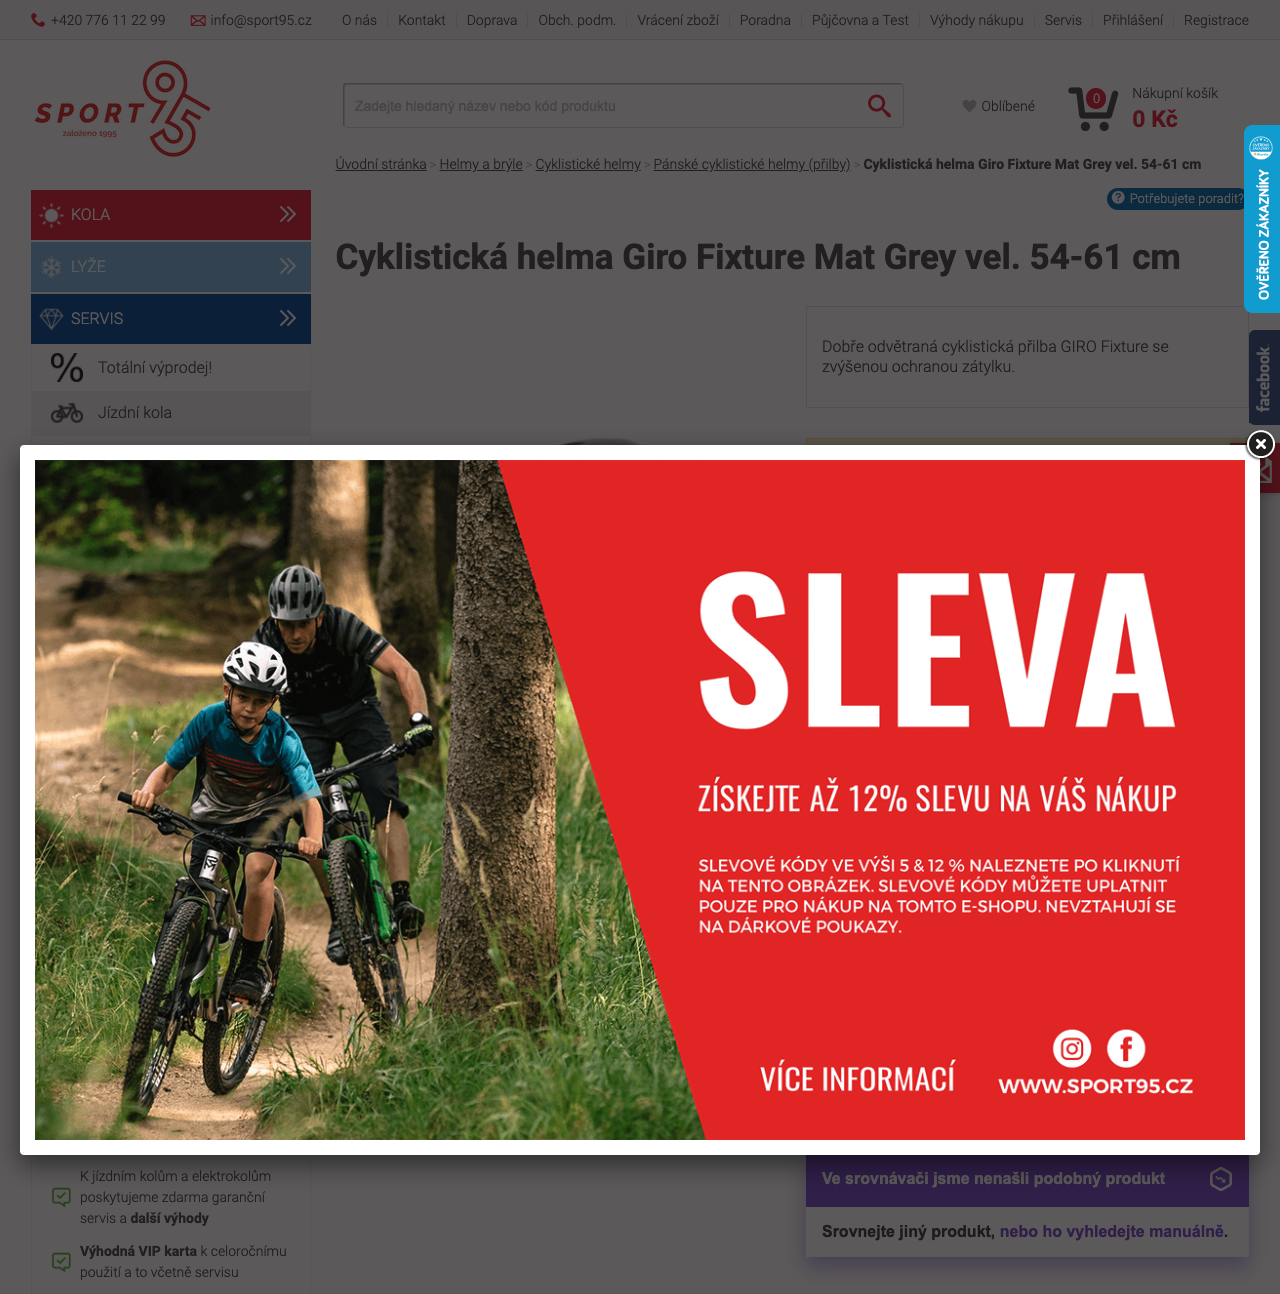 +420 776 11 22 99
info@sport95.cz
O nás
Kontakt
Doprava
Obch. podm.
Vrácení zboží
Poradna
Půjčovna a Test
Výhody nákupu
Servis
Přihlášení
Registrace
SPORT95
založeno 1995
Zadejte hledaný název nebo kód produktu
Oblíbené
0
Nákupní košík
0 Kč
Úvodní stránka > Helmy a brýle > Cyklistické helmy > Pánské cyklistické helmy (přilby) > Cyklistická helma Giro Fixture Mat Grey vel. 54-61 cm
Potřebujete poradit?
OVĚŘENO ZÁKAZNÍKY
facebook
KOLA
LYŽE
SERVIS
% Totální výprodej!
Jízdní kola
Cyklistická helma Giro Fixture Mat Grey vel. 54-61 cm
Dobře odvětraná cyklistická přilba GIRO Fixture se
zvýšenou ochranou zátylku.
SLEVA
ZÍSKEJTE AŽ 12% SLEVU NA VÁŠ NÁKUP
SLEVOVÉ KÓDY VE VÝŠI 5 & 12 % NALEZNETE PO KLIKNUTÍ
NA TENTO OBRÁZEK. SLEVOVÉ KÓDY MŮŽETE UPLATNIT
POUZE PRO NÁKUP NA TOMTO E-SHOPU. NEVZTAHUJÍ SE
NA DÁRKOVÉ POUKAZY.
VÍCE INFORMACÍ
WWW.SPORT95.CZ
K jízdním kolům a elektrokolům
poskytujeme zdarma garanční
servis a další výhody
Výhodná VIP karta k celoročnímu
použití a to včetně servisu
Ve srovnávači jsme nenašli podobný produkt
Srovnejte jiný produkt, nebo ho vyhledejte manuálně.